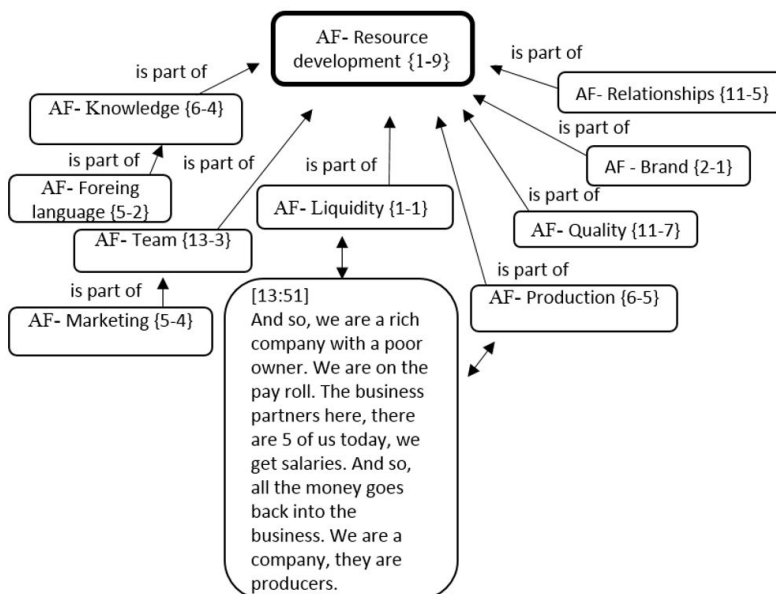 AF- Resource
development {1-9}
is part of
is part of
AF- Knowledge {6-4}
AF- Relationships {11-5}
is part of
is part of
is part of
is part of
AF - Brand {2-1}
AF- Foreing
language {5-2}
is part of
AF- Liquidity {1-1}
AF- Team {13-3}
AF- Quality {11-7}
is part of
is part of
[13:51]
AF- Production {6-5}
AF- Marketing {5-4}
And so, we are a rich
company with a poor
owner. We are on the
pay roll. The business
partners here, there
are 5 of us today, we
get salaries. And so,
all the money goes
back into the
business. We are a
company, they are
producers.